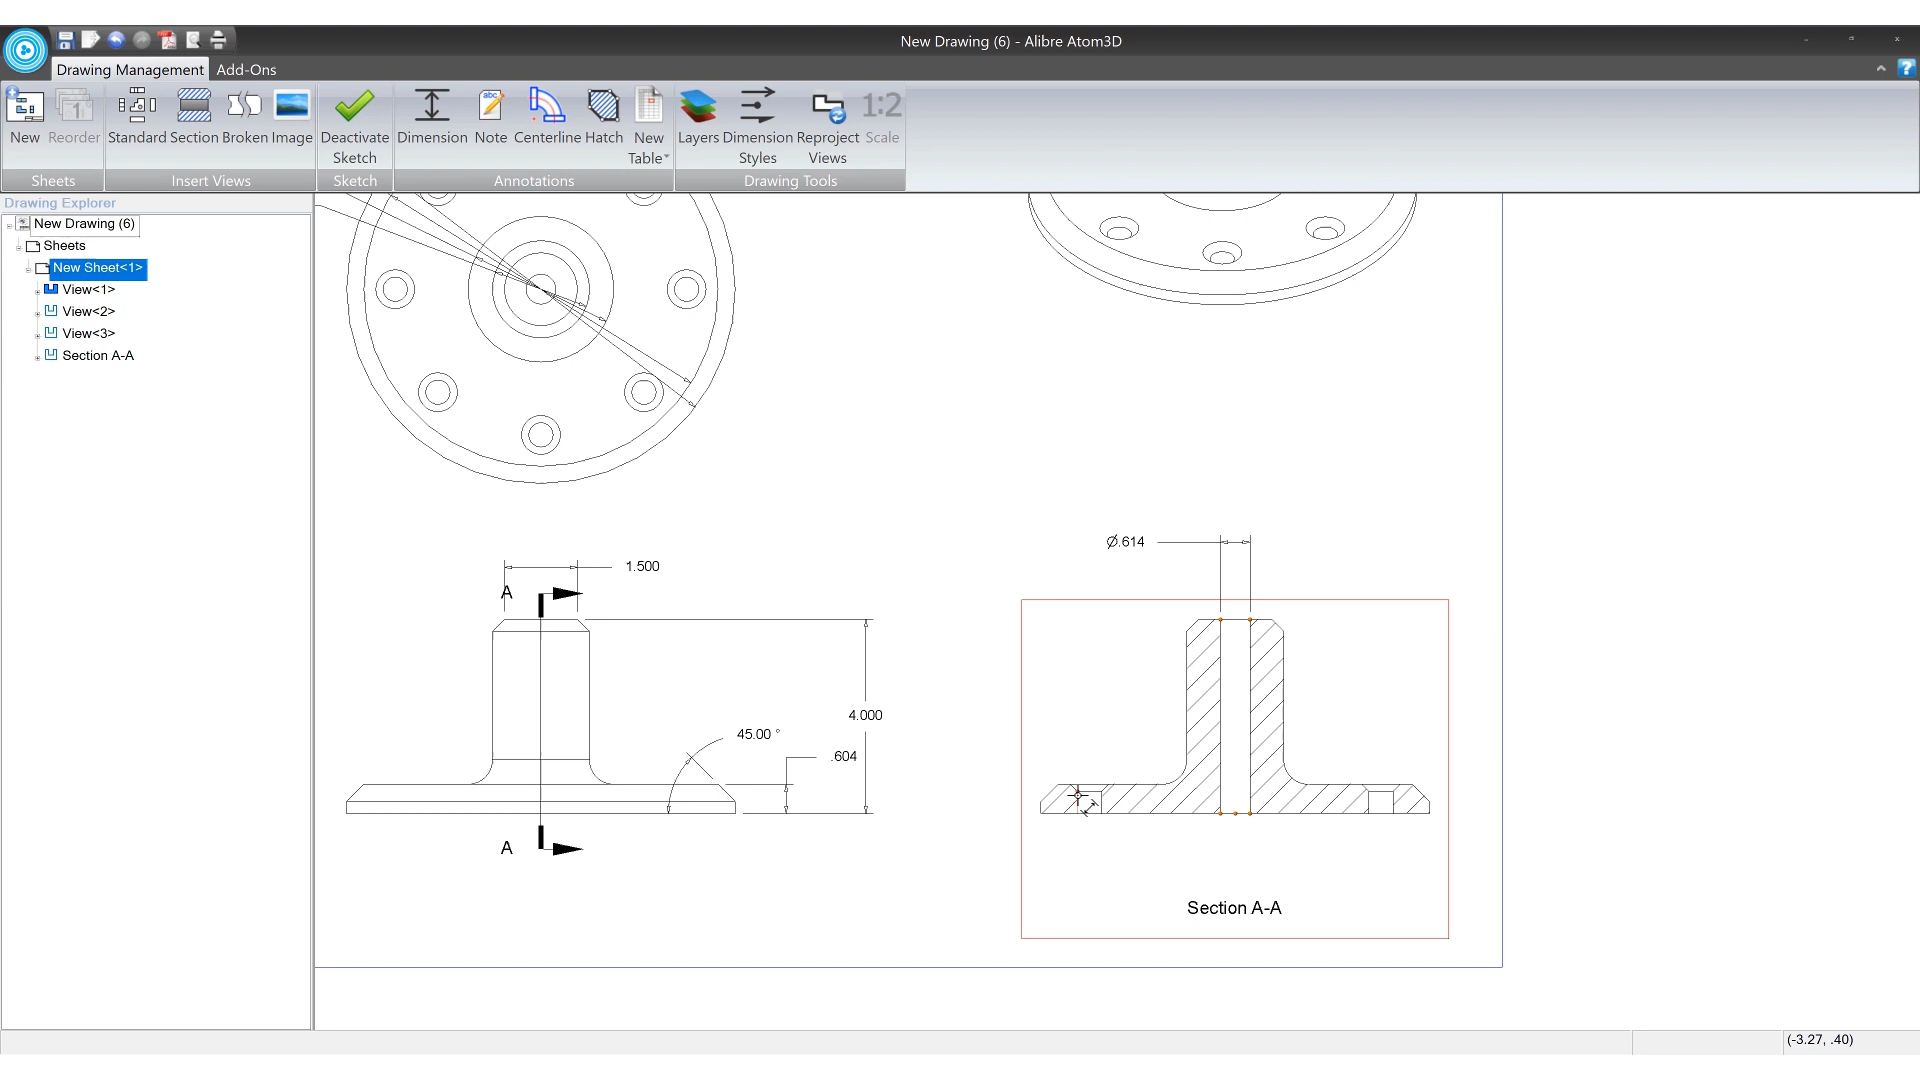 New Drawing (6) - Alibre Atom3D
Drawing Management Add-Ons
New Reorder Standard Section Broken Image Deactivate Sketch Dimension Note Centerline Hatch New Table Layers Dimension Styles Reproject Views 1:2 Scale
Sheets Insert Views Sketch Annotations Drawing Tools
Drawing Explorer
New Drawing (6)
Sheets
New Sheet<1>
View<1>
View<2>
View<3>
Section A-A
Ø.614
1.500
A
4.000
45.00 °
.604
A
Section A-A
(-3.27, .40)